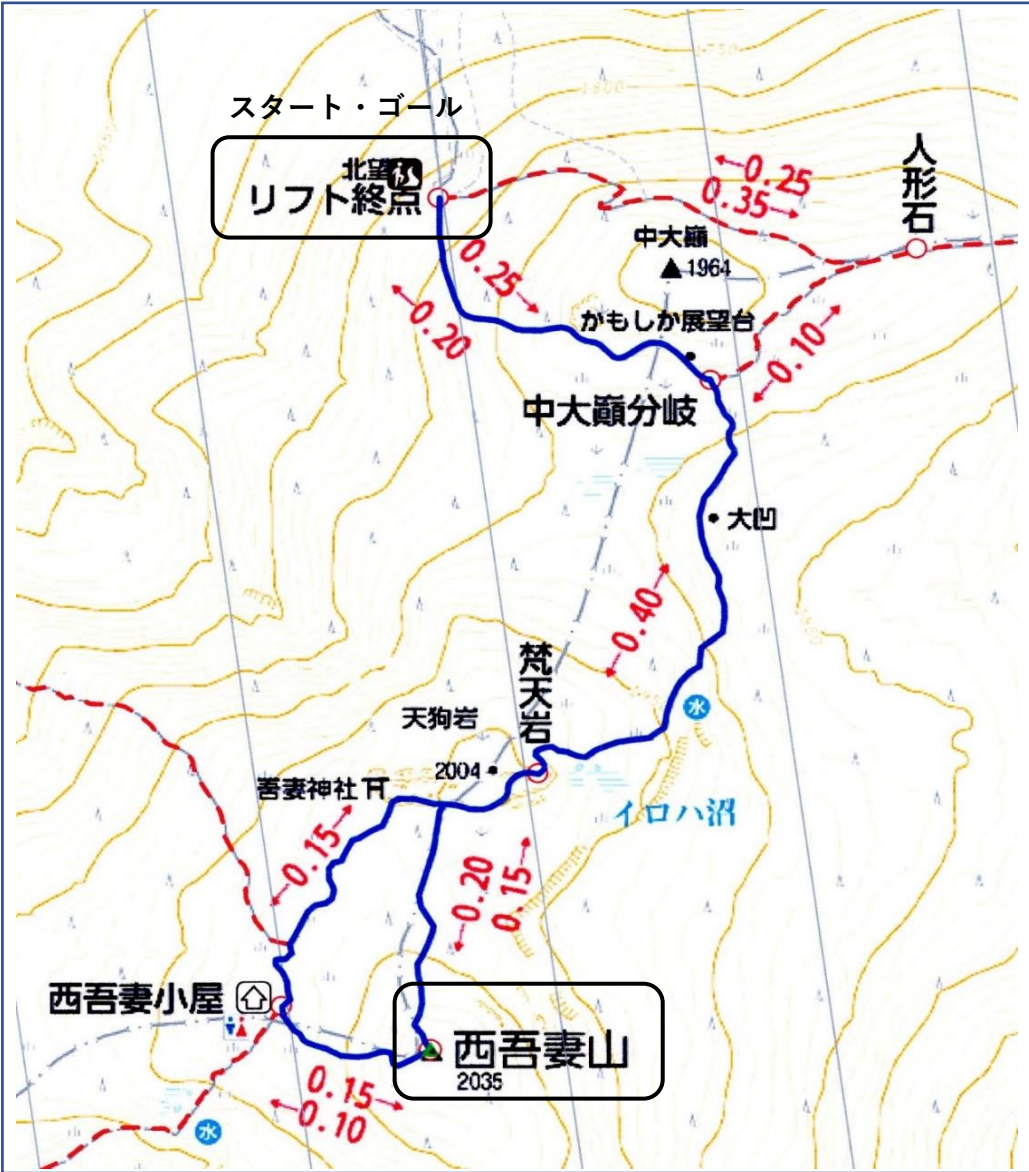 スタート・ゴール
北望
リフト終点
人形石
←0.25
0.35→
中大巓
▲1964
0.25→
←0.20
かもしか展望台
←0.10→
中大巓分岐
大凹
←0.40→
梵天岩
水
天狗岩
2004
吾妻神社
イロハ沼
←0.15→
←0.20
0.15→
西吾妻小屋
西吾妻山
2035
0.15→
←0.10
水
1750
1800